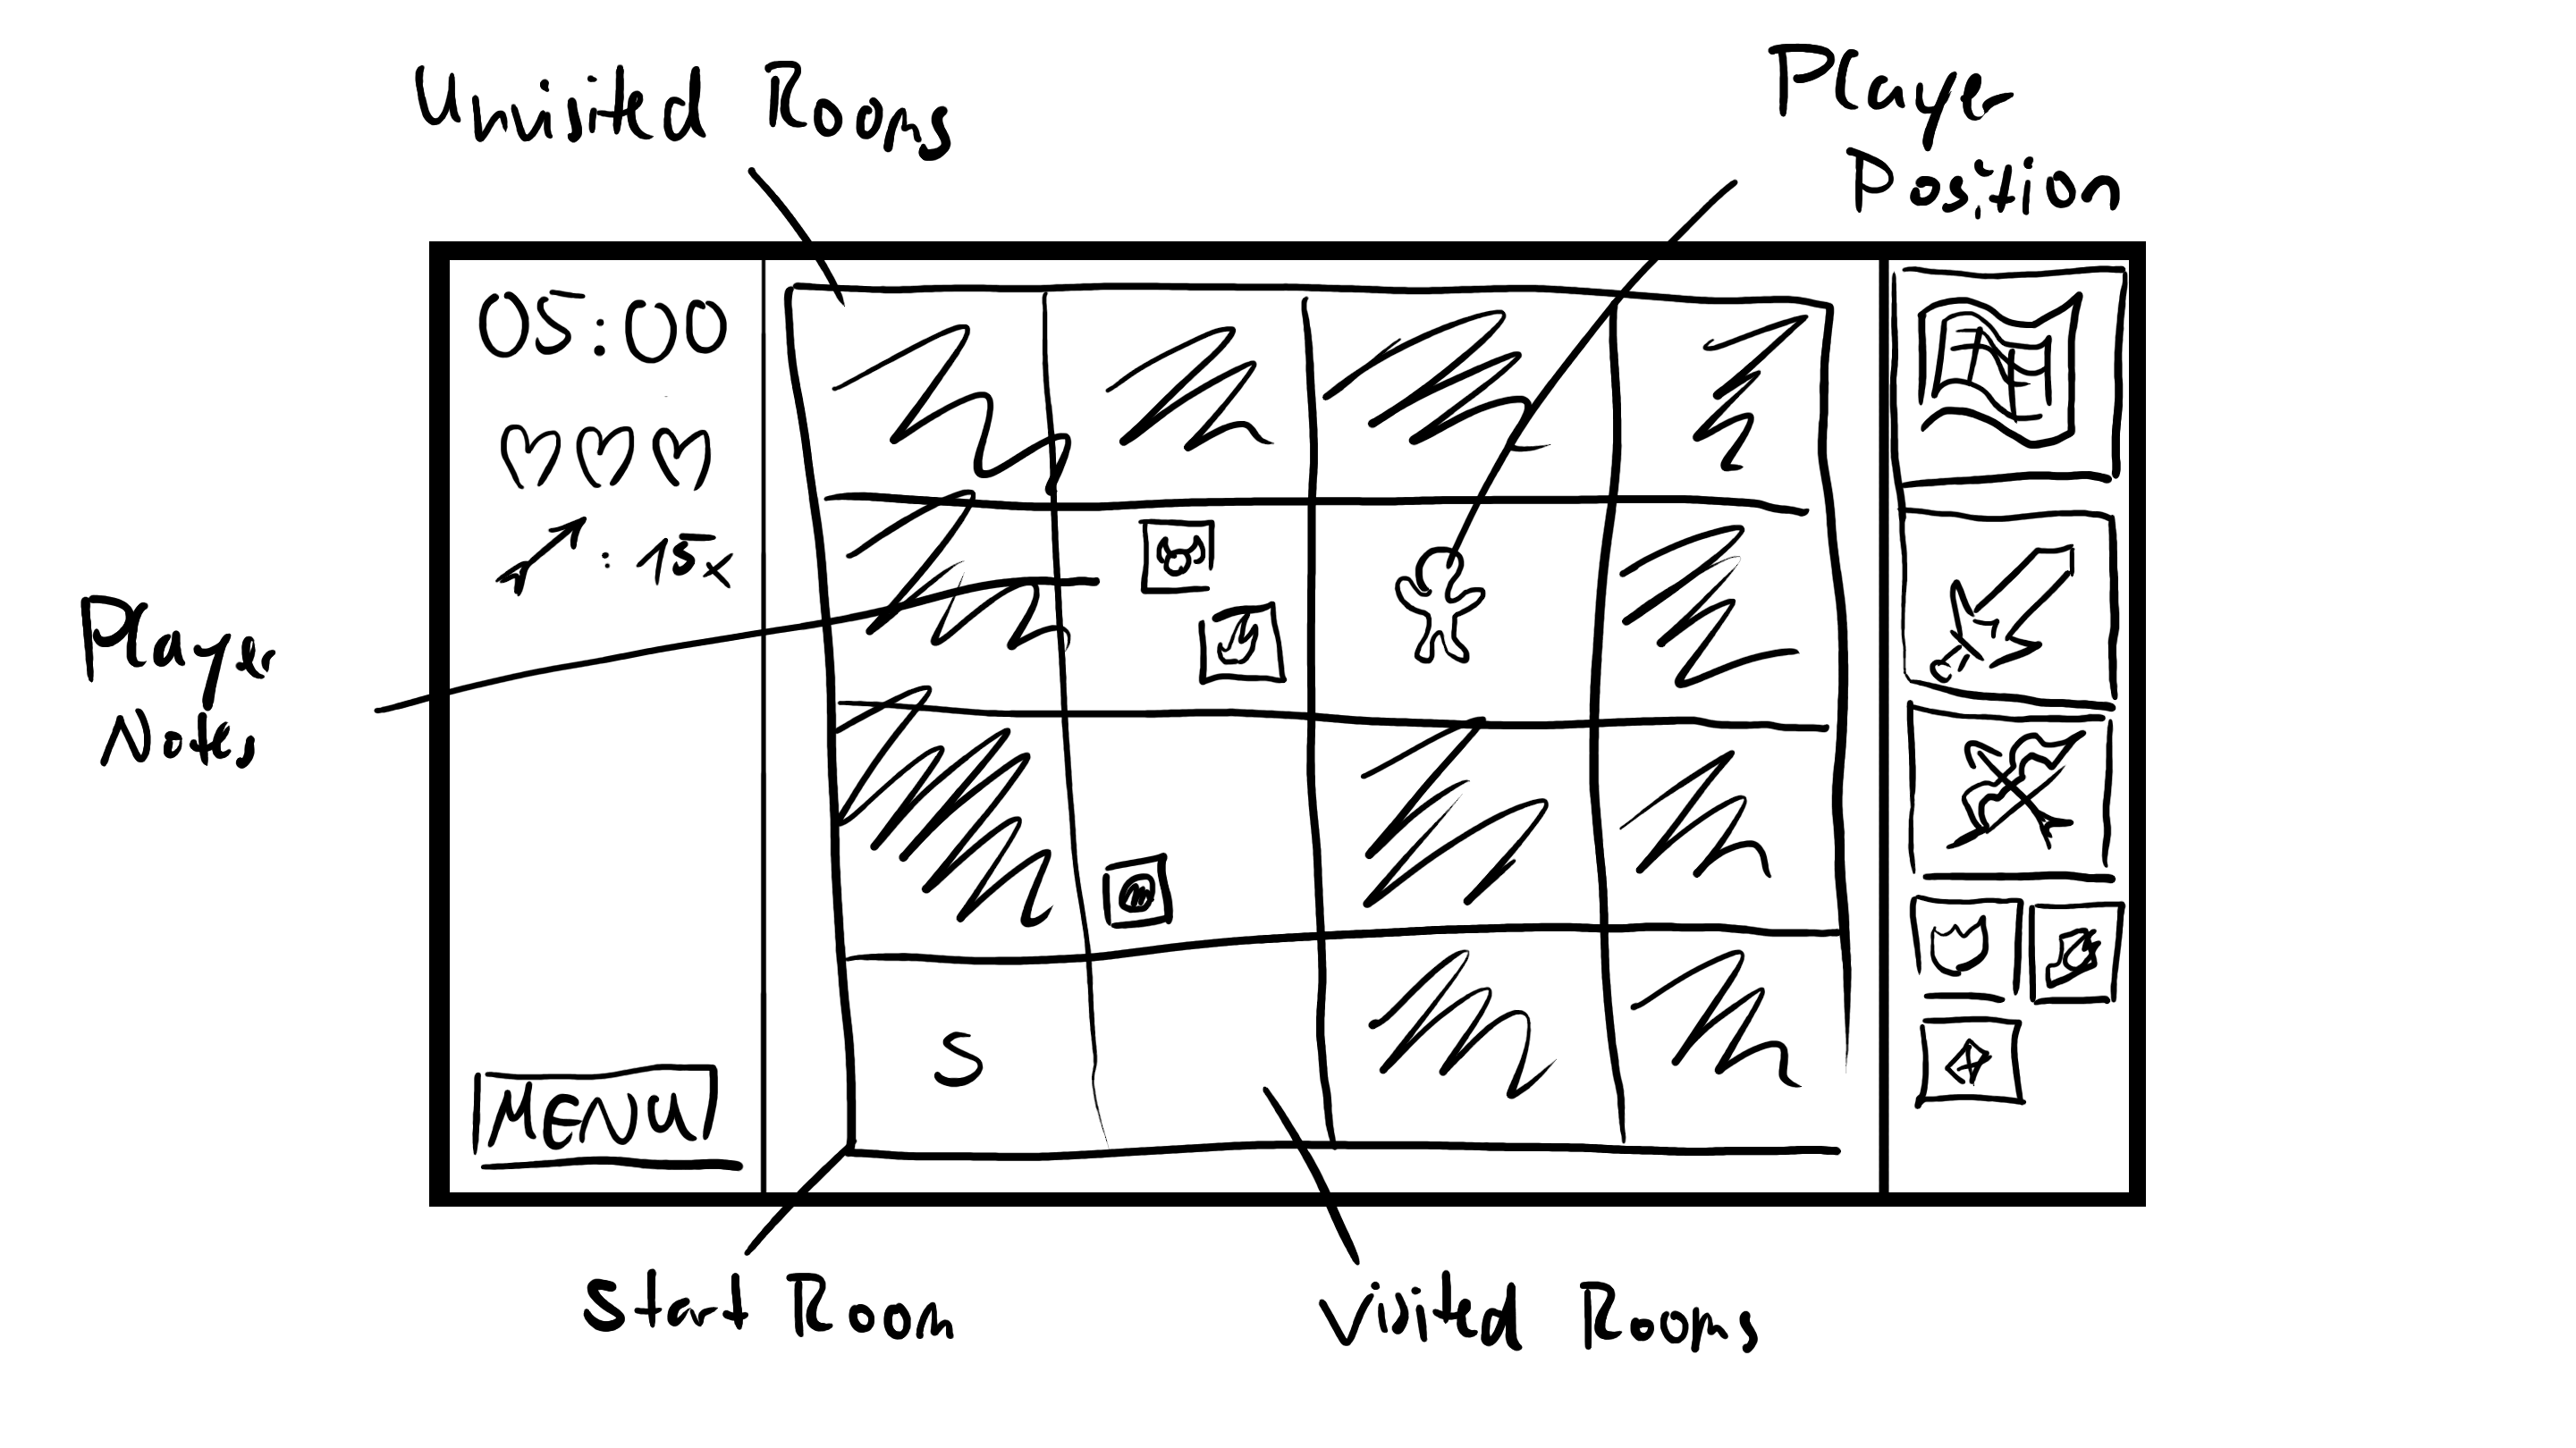 Unvisited Rooms
Player
Position
05:00
: 15x
Player
Notes
S
MENU
Start Room
Visited Rooms